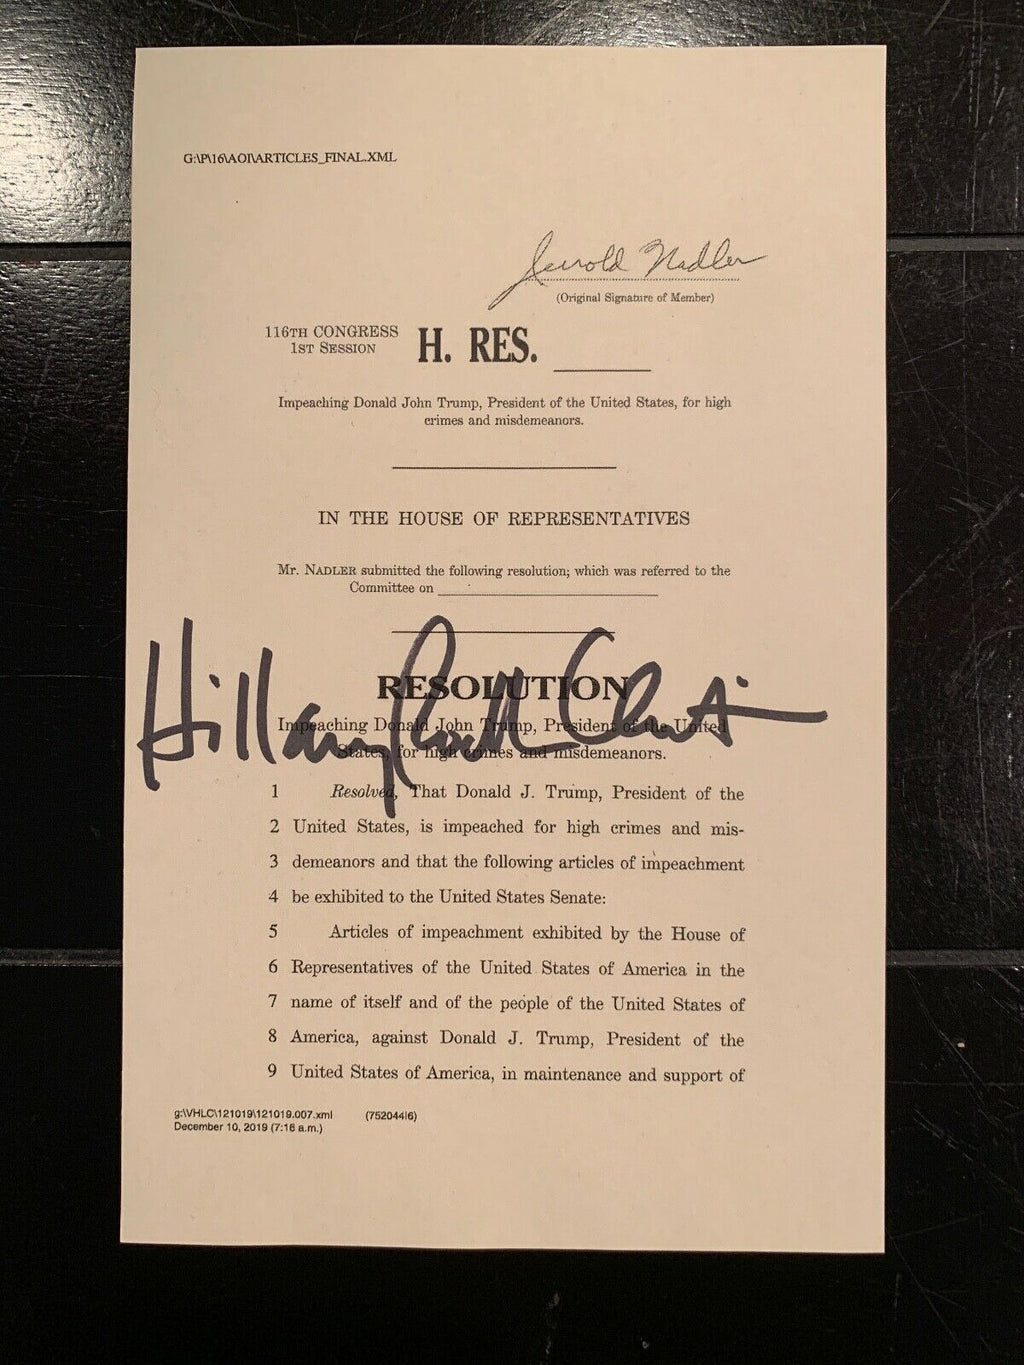 G:\P\16\AOI\ARTICLES_FINAL.XML
Jerrold Nadler
(Original Signature of Member)
116TH CONGRESS
1ST SESSION
H. RES.
Impeaching Donald John Trump, President of the United States, for high
crimes and misdemeanors.
IN THE HOUSE OF REPRESENTATIVES
Mr. NADLER submitted the following resolution; which was referred to the
Committee on
RESOLUTION
Hillary Rodham Clinton
Impeaching Donald John Trump, President of the United
States, for high crimes and misdemeanors.
1 Resolved, That Donald J. Trump, President of the
2 United States, is impeached for high crimes and mis-
3 demeanors and that the following articles of impeachment
4 be exhibited to the United States Senate:
5 Articles of impeachment exhibited by the House of
6 Representatives of the United States of America in the
7 name of itself and of the people of the United States of
8 America, against Donald J. Trump, President of the
9 United States of America, in maintenance and support of
g:\VHLC\121019\121019.007.xml (752044|6)
December 10, 2019 (7:16 a.m.)